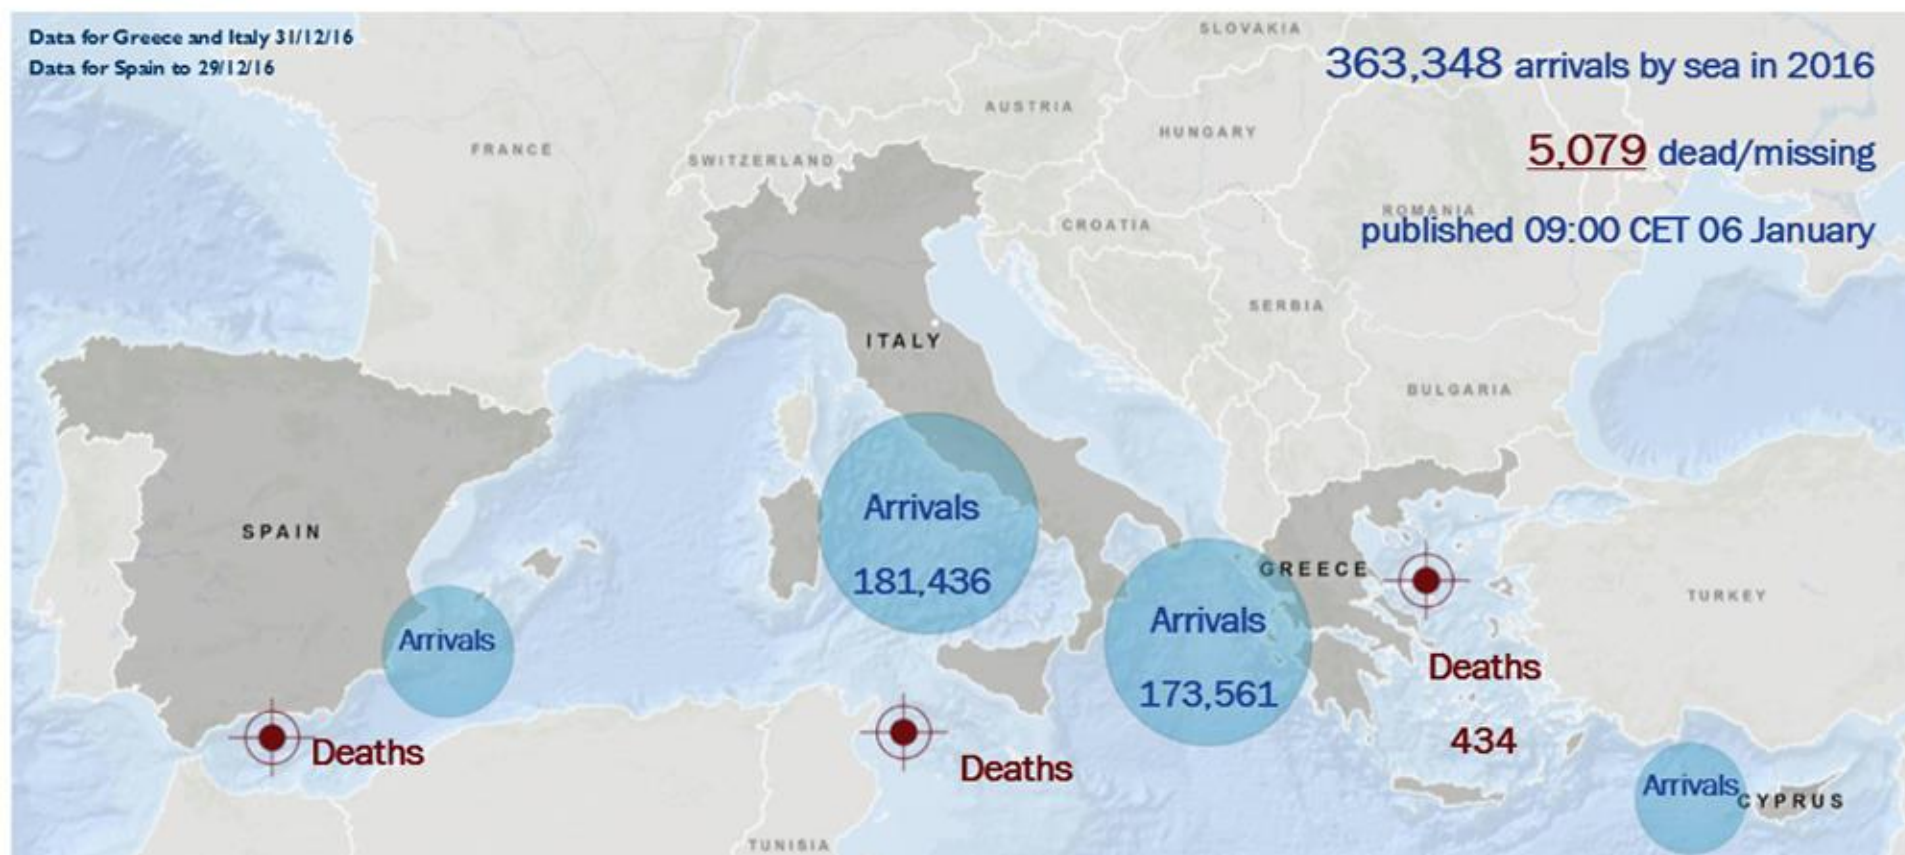 Data for Greece and Italy 31/12/16
Data for Spain to 29/12/16
363,348 arrivals by sea in 2016
5,079 dead/missing
published 09:00 CET 06 January
SLOVAKIA
AUSTRIA
HUNGARY
FRANCE
SWITZERLAND
ROMANIA
CROATIA
SERBIA
ITALY
BULGARIA
SPAIN
Arrivals
181,436
GREECE
TURKEY
Arrivals
Arrivals
173,561
Deaths
434
Deaths
Deaths
Arrivals
CYPRUS
TUNISIA